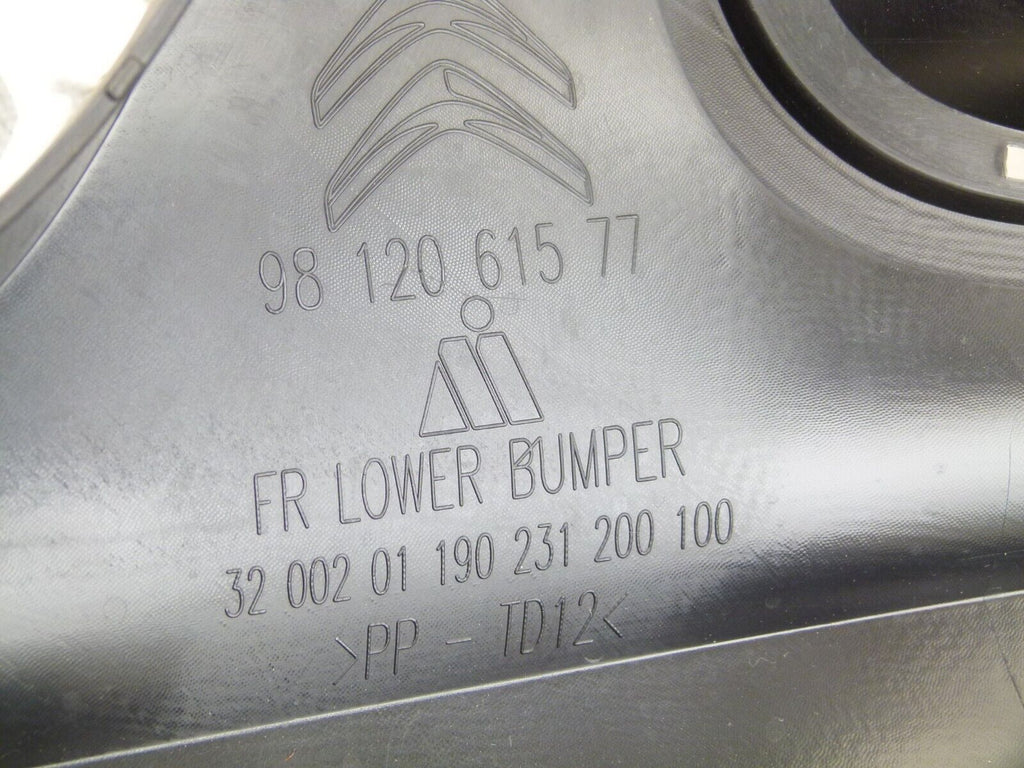 98 120 615 77
FR LOWER BUMPER
32 002 01 190 231 200 100
>PP - TD12<